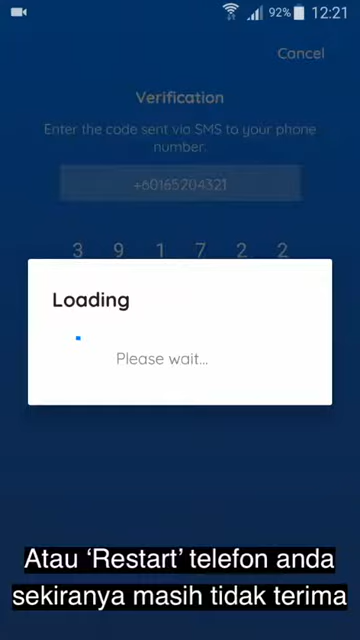 92% 12:21
Cancel
Verification
Enter the code sent via SMS to your phone
number.
+60165204321
3 9 1 7 2 2
Loading
Please wait...
Atau ‘Restart’ telefon anda
sekiranya masih tidak terima